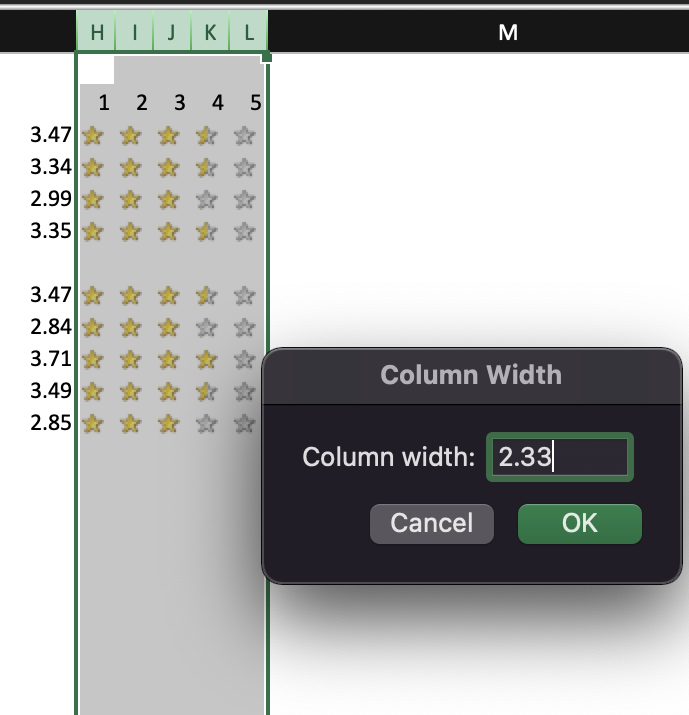 H I J K L M
1 2 3 4 5
3.47
3.34
2.99
3.35
3.47
2.84
3.71
3.49
2.85
Column Width
Column width: 2.33
Cancel OK